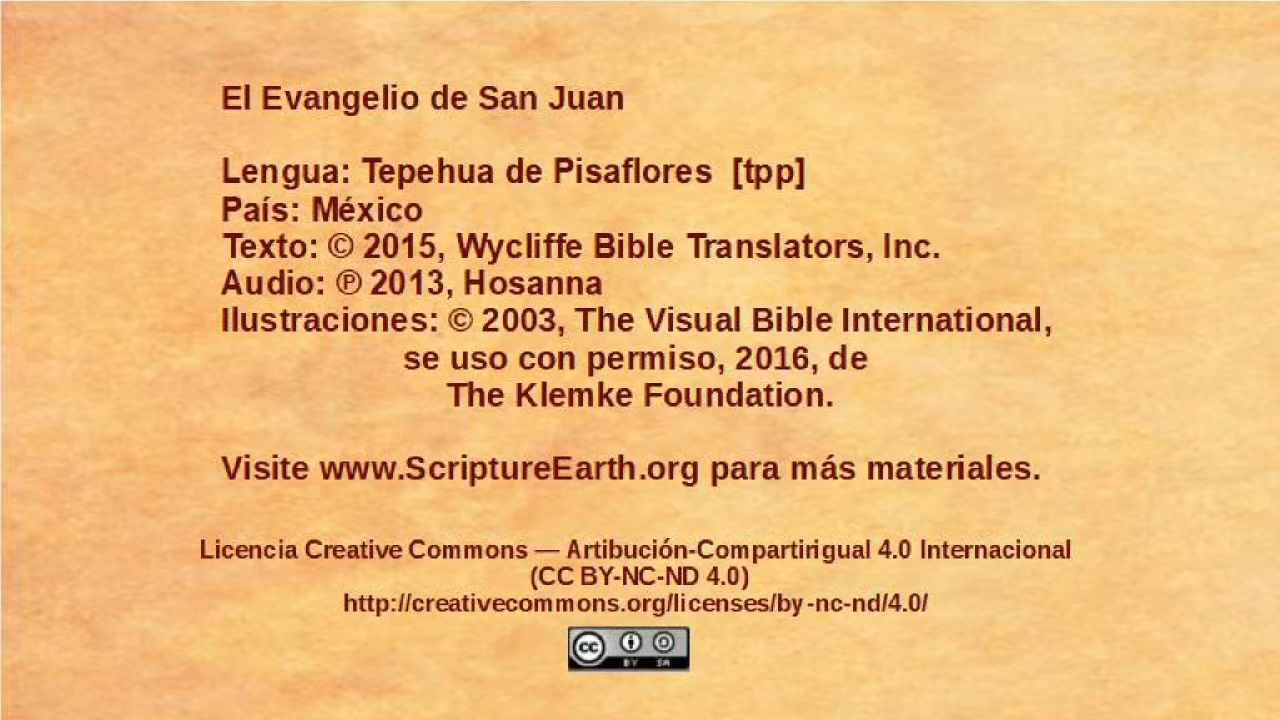 El Evangelio de San Juan
Lengua: Tepehua de Pisaflores [tpp]
País: México
Texto: © 2015, Wycliffe Bible Translators, Inc.
Audio: ℗ 2013, Hosanna
Ilustraciones: © 2003, The Visual Bible International,
se uso con permiso, 2016, de
The Klemke Foundation.
Visite www.ScriptureEarth.org para más materiales.
Licencia Creative Commons — Artibución-Compartirigual 4.0 Internacional
(CC BY-NC-ND 4.0)
http://creativecommons.org/licenses/by-nc-nd/4.0/
cc
BY SA